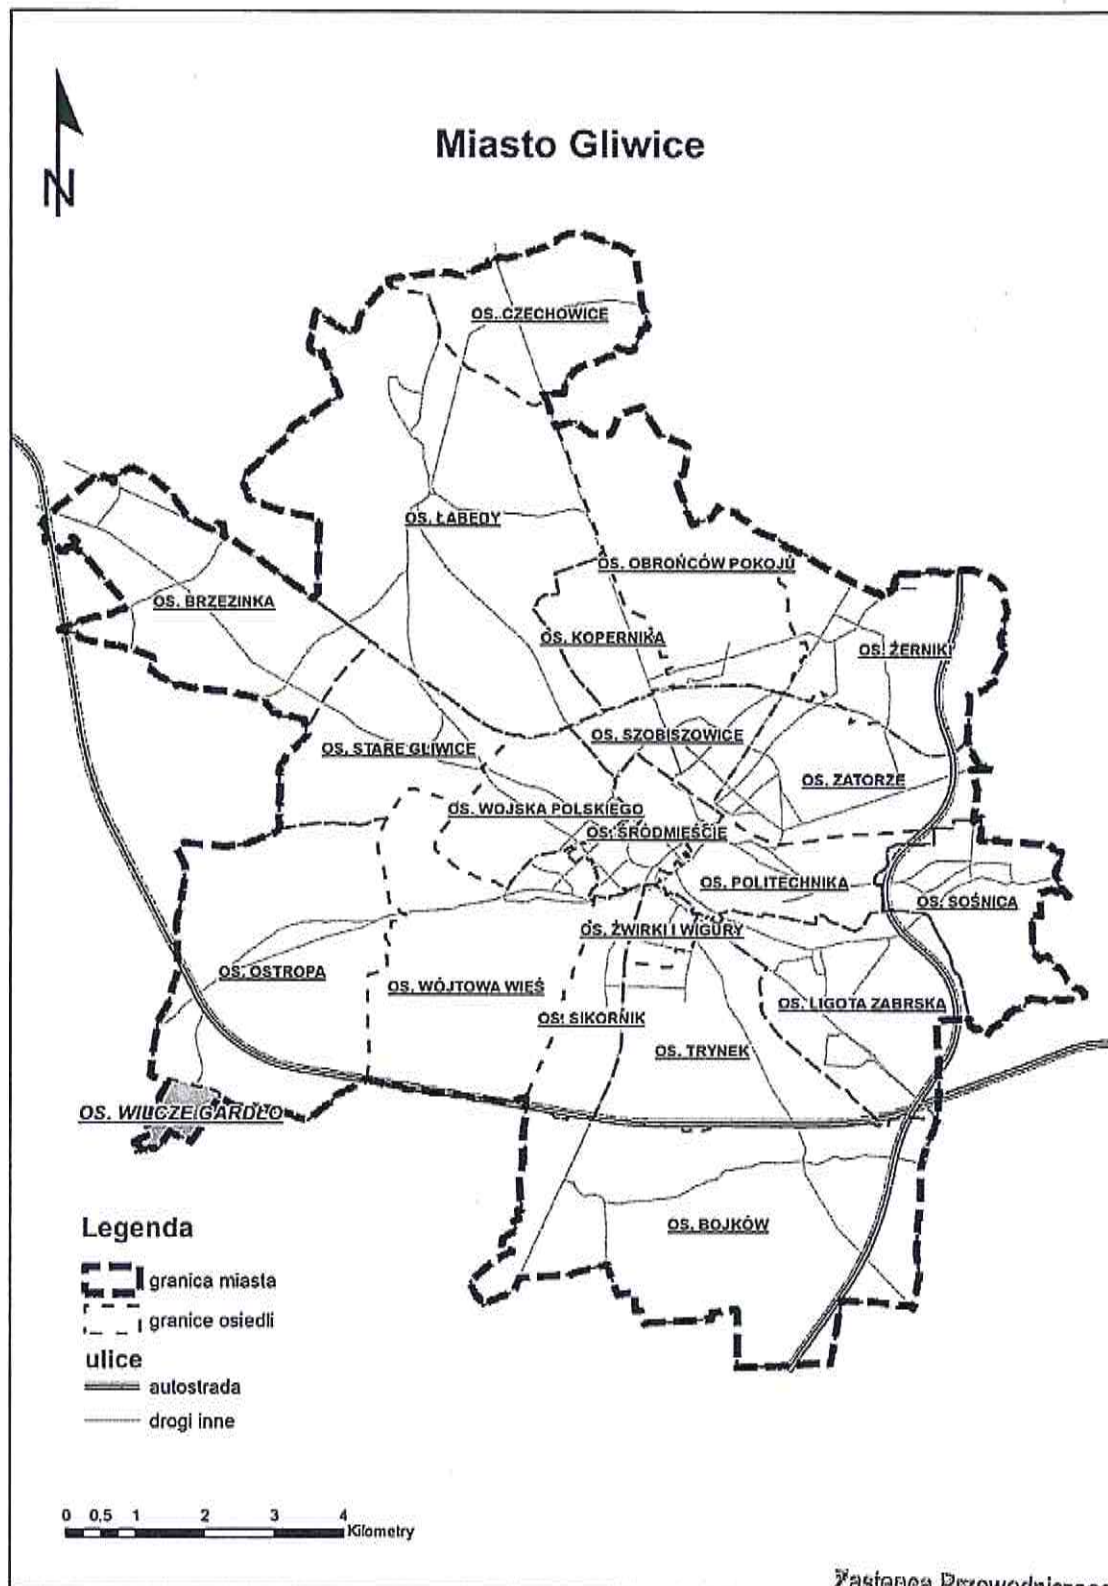 Miasto Gliwice
N
OS. CZECHOWICE
OS. ŁABĘDY
OS. OBROŃCÓW POKOJU
OS. BRZEZINKA
OS. KOPERNIKA
OS. ŻERNIKI
OS. SZOBISZOWICE
OS. STARE GLIWICE
OS. ZATORZE
OS. WOJSKA POLSKIEGO
OS. ŚRÓDMIEŚCIE
OS. POLITECHNIKA
OS. SOŚNICA
OS. ŻWIRKI I WIGURY
OS. OSTROPA
OS. WÓJTOWA WIEŚ
OS. LIGOTA ZABRSKA
OS. SIKORNIK
OS. TRYNEK
OS. WILCZE GARDŁO
OS. BOJKÓW
Legenda
granica miasta
granice osiedli
ulice
autostrada
drogi inne
0 0,5 1 2 3 4
Kilometry